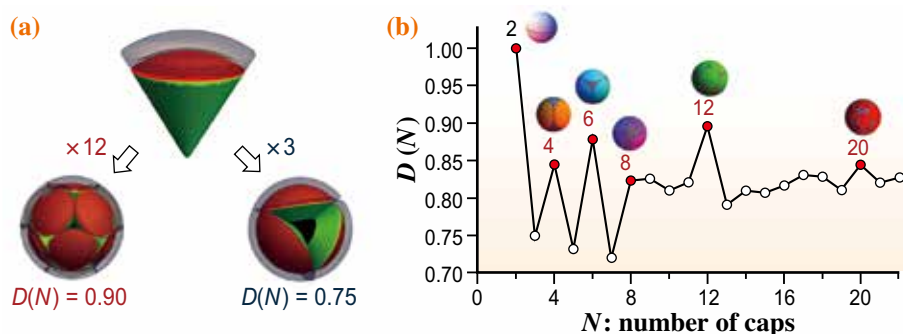 (a)
×12
×3
D(N) = 0.90
D(N) = 0.75
(b)
D (N)
1.00
0.95
0.90
0.85
0.80
0.75
0.70
2
4
6
8
12
20
0 4 8 12 16 20
N: number of caps